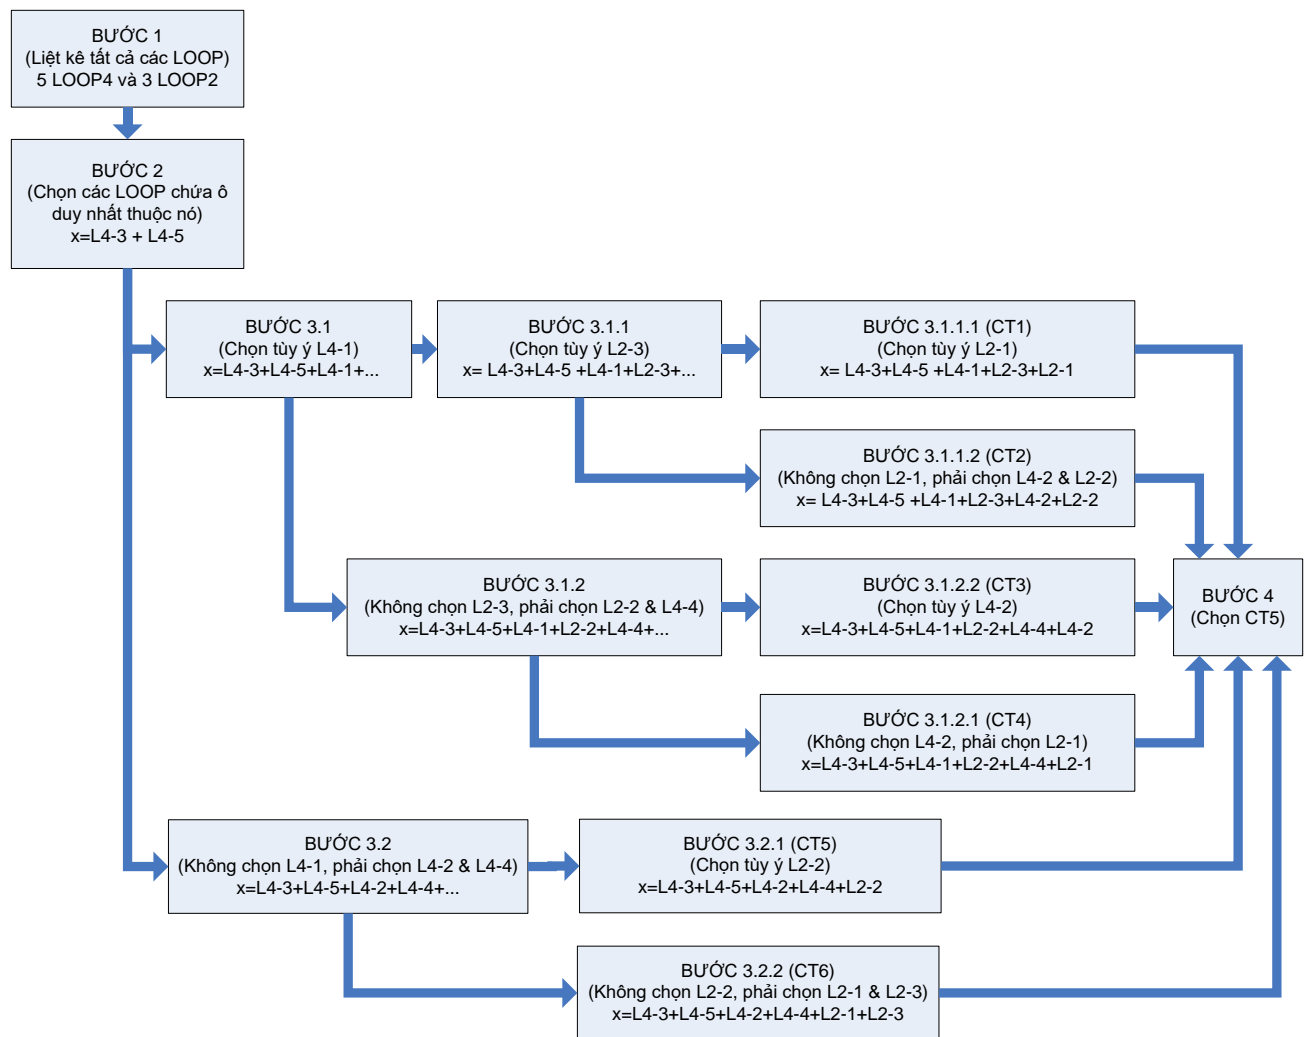 BƯỚC 1
(Liệt kê tất cả các LOOP)
5 LOOP4 và 3 LOOP2
BƯỚC 2
(Chọn các LOOP chứa ô
duy nhất thuộc nó)
x=L4-3 + L4-5
BƯỚC 3.1
(Chọn tùy ý L4-1)
x=L4-3+L4-5+L4-1+...
BƯỚC 3.1.1
(Chọn tùy ý L2-3)
x= L4-3+L4-5 +L4-1+L2-3+...
BƯỚC 3.1.1.1 (CT1)
(Chọn tùy ý L2-1)
x= L4-3+L4-5 +L4-1+L2-3+L2-1
BƯỚC 3.1.1.2 (CT2)
(Không chọn L2-1, phải chọn L4-2 & L2-2)
x= L4-3+L4-5 +L4-1+L2-3+L4-2+L2-2
BƯỚC 3.1.2
(Không chọn L2-3, phải chọn L2-2 & L4-4)
x=L4-3+L4-5+L4-1+L2-2+L4-4+...
BƯỚC 3.1.2.2 (CT3)
(Chọn tùy ý L4-2)
x=L4-3+L4-5+L4-1+L2-2+L4-4+L4-2
BƯỚC 4
(Chọn CT5)
BƯỚC 3.1.2.1 (CT4)
(Không chọn L4-2, phải chọn L2-1)
x=L4-3+L4-5+L4-1+L2-2+L4-4+L2-1
BƯỚC 3.2
(Không chọn L4-1, phải chọn L4-2 & L4-4)
x=L4-3+L4-5+L4-2+L4-4+...
BƯỚC 3.2.1 (CT5)
(Chọn tùy ý L2-2)
x=L4-3+L4-5+L4-2+L4-4+L2-2
BƯỚC 3.2.2 (CT6)
(Không chọn L2-2, phải chọn L2-1 & L2-3)
x=L4-3+L4-5+L4-2+L4-4+L2-1+L2-3